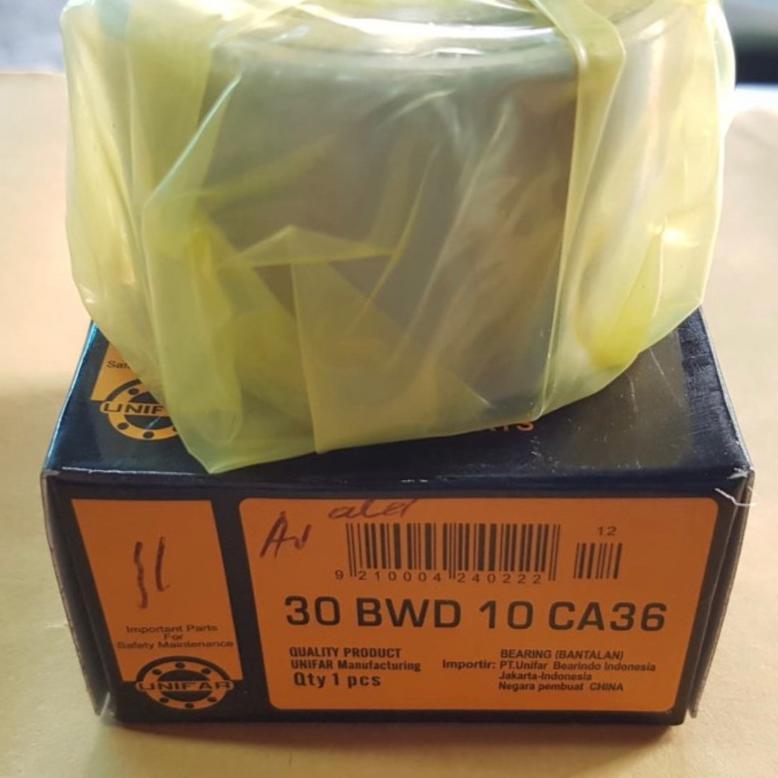 UNIFAR
12
9 210004 240222
30 BWD 10 CA36
QUALITY PRODUCT
UNIFAR Manufacturing
Qty 1 pcs
Importir:
BEARING (BANTALAN)
PT.Unifar Bearindo Indonesia
Jakarta-Indonesia
Negara pembuat CHINA
Important Parts
For
Safety Maintenance
UNIFAR